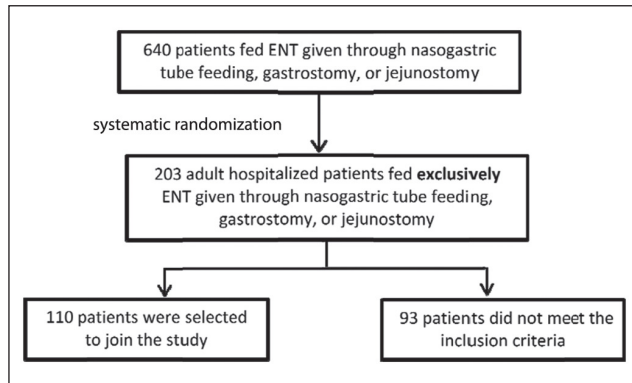 640 patients fed ENT given through nasogastric
tube feeding, gastrostomy, or jejunostomy
systematic randomization
203 adult hospitalized patients fed exclusively
ENT given through nasogastric tube feeding,
gastrostomy, or jejunostomy
110 patients were selected
to join the study
93 patients did not meet the
inclusion criteria